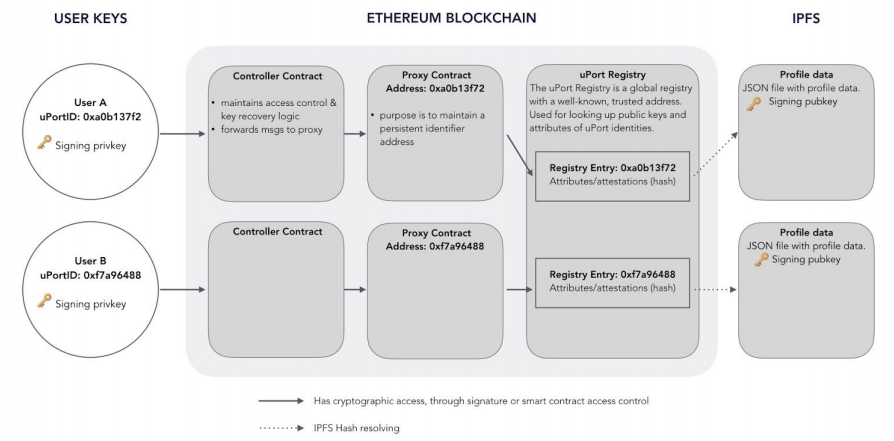 USER KEYS
ETHEREUM BLOCKCHAIN
IPFS
User A
uPortID: 0xa0b137f2
Signing privkey
Controller Contract
• maintains access control &
key recovery logic
• forwards msgs to proxy
Proxy Contract
Address: 0xa0b13f72
• purpose is to maintain a
persistent identifier
address
uPort Registry
The uPort Registry is a global registry
with a well-known, trusted address.
Used for looking up public keys and
attributes of uPort identities.
Registry Entry: 0xa0b13f72
Attributes/attestations (hash)
Profile data
JSON file with profile data.
Signing pubkey
User B
uPortID: 0xf7a96488
Signing privkey
Controller Contract
Proxy Contract
Address: 0xf7a96488
Registry Entry: 0xf7a96488
Attributes/attestations (hash)
Profile data
JSON file with profile data.
Signing pubkey
Has cryptographic access, through signature or smart contract access control
IPFS Hash resolving